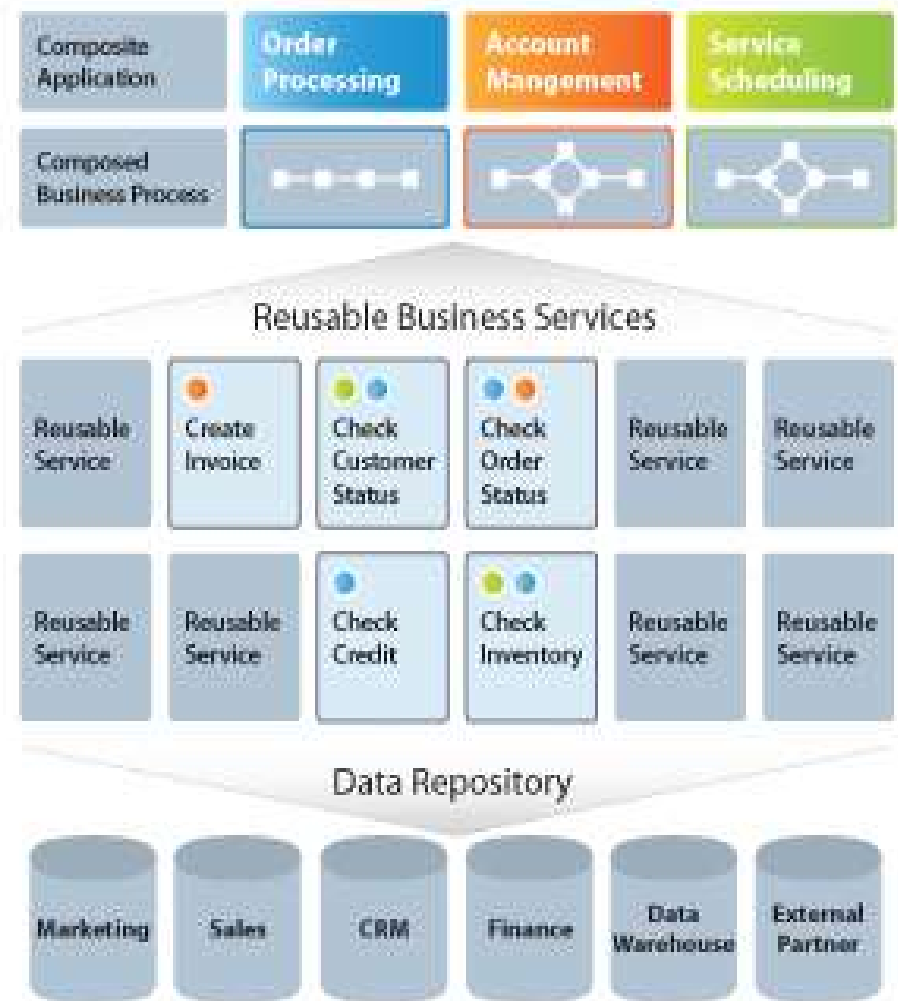 Composite
Application
Order
Processing
Account
Mangement
Service
Scheduling
Composed
Business Process
Reusable Business Services
Reusable
Service
Create
Invoice
Check
Customer
Status
Check
Order
Status
Reusable
Service
Reusable
Service
Reusable
Service
Reusable
Service
Check
Credit
Check
Inventory
Reusable
Service
Reusable
Service
Data Repository
Marketing
Sales
CRM
Finance
Data
Warehouse
External
Partner